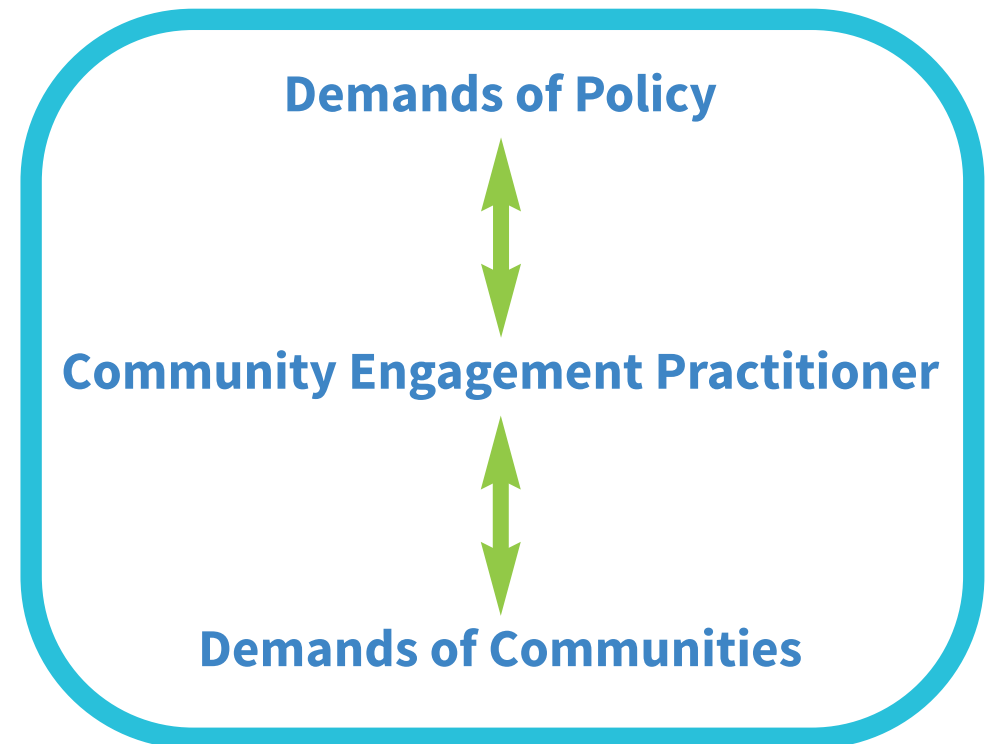 Demands of Policy
Community Engagement Practitioner
Demands of Communities